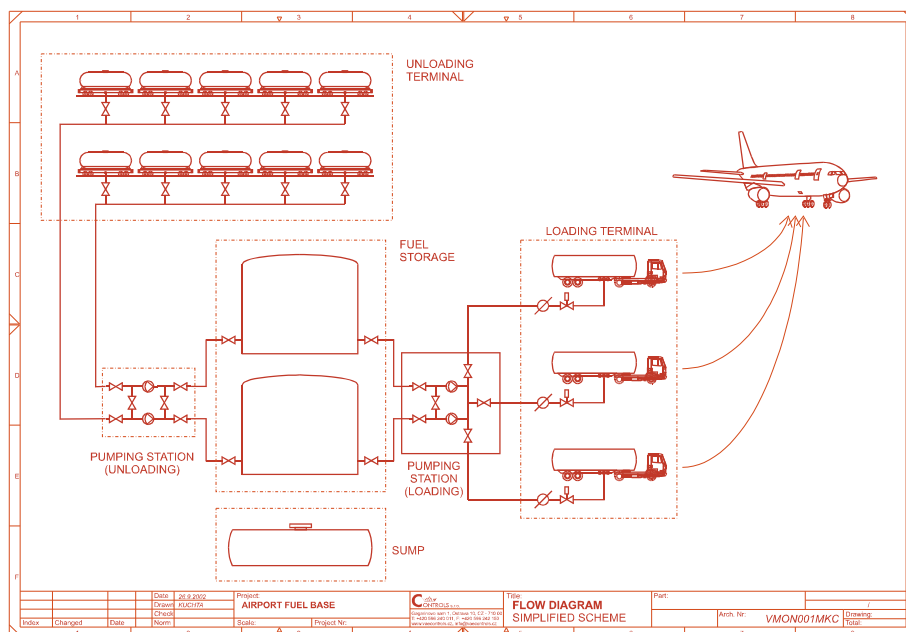 1 2 3 4 5 6 7 8
A
B
C
D
E
F
UNLOADING
TERMINAL
FUEL
STORAGE
LOADING TERMINAL
PUMPING STATION
(UNLOADING)
PUMPING
STATION
(LOADING)
SUMP
Index Changed Date
Date 26.9.2002
Drawn KUCHTA
Check
Norm
Project:
AIRPORT FUEL BASE
Scale: Project Nr:
CONTROLS
Title:
FLOW DIAGRAM
SIMPLIFIED SCHEME
Part:
/
Arch. Nr: VMON001MKC
Drawing:
Total: